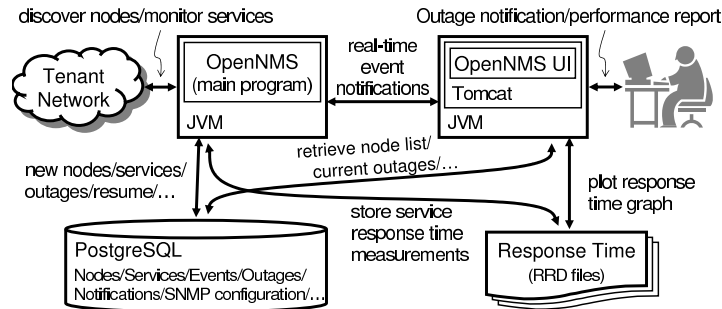 discover nodes/monitor services
Outage notification/performance report
Tenant
Network
OpenNMS
(main program)
JVM
real-time
event
notifications
OpenNMS UI
Tomcat
JVM
new nodes/services/
outages/resume/...
retrieve node list/
current outages/...
store service
response time
measurements
plot response
time graph
PostgreSQL
Nodes/Services/Events/Outages/
Notifications/SNMP configuration/...
Response Time
(RRD files)